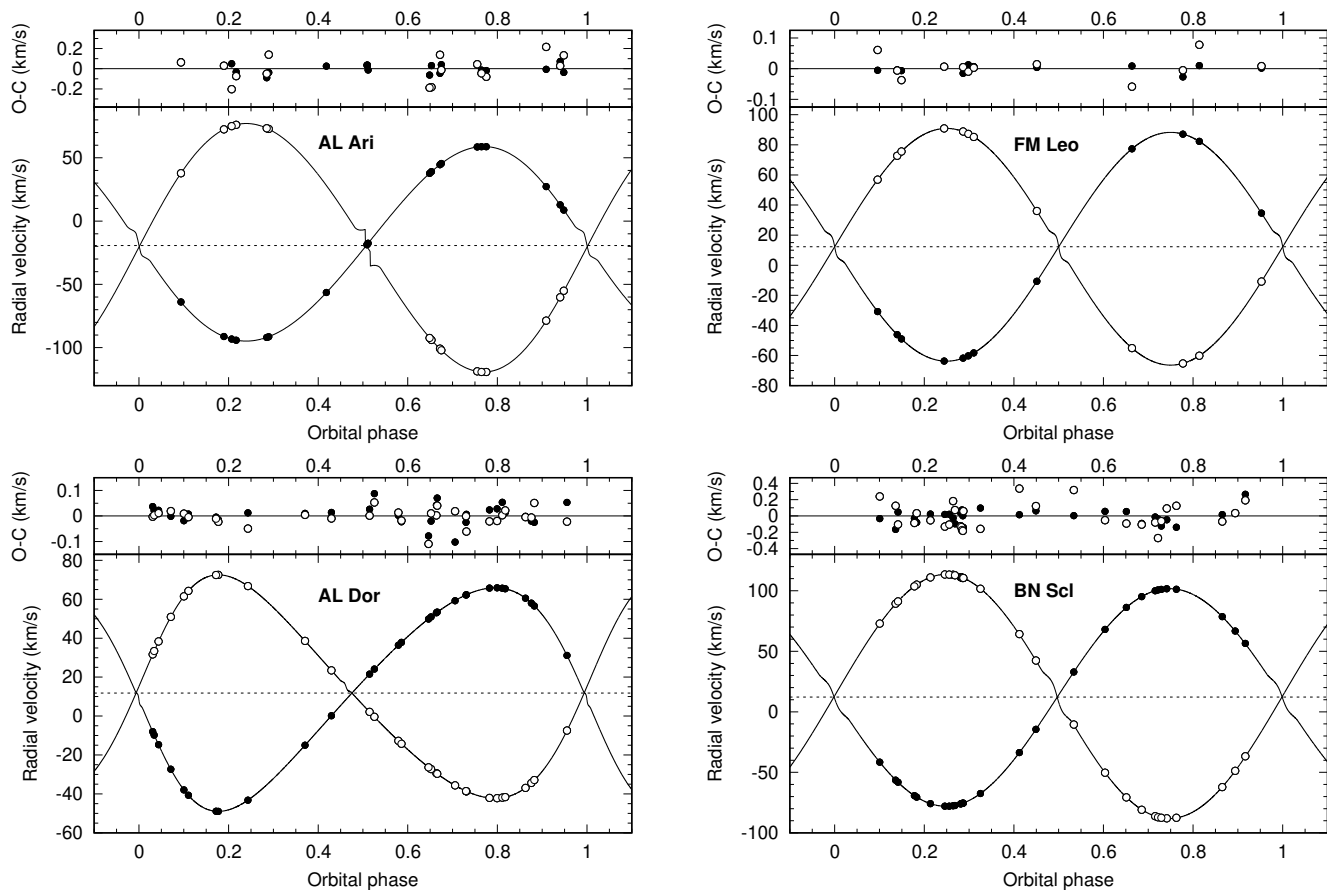 0 0.2 0.4 0.6 0.8 1
O-C (km/s)
0.2
0
-0.2
AL Ari
Radial velocity (km/s)
50
0
-50
-100
0 0.2 0.4 0.6 0.8 1
Orbital phase
0 0.2 0.4 0.6 0.8 1
O-C (km/s)
0.1
0
-0.1
FM Leo
Radial velocity (km/s)
100
80
60
40
20
0
-20
-40
-60
-80
0 0.2 0.4 0.6 0.8 1
Orbital phase
0 0.2 0.4 0.6 0.8 1
O-C (km/s)
0.1
0
-0.1
AL Dor
Radial velocity (km/s)
80
60
40
20
0
-20
-40
-60
0 0.2 0.4 0.6 0.8 1
Orbital phase
0 0.2 0.4 0.6 0.8 1
O-C (km/s)
0.4
0.2
0
-0.2
-0.4
BN Scl
Radial velocity (km/s)
100
50
0
-50
-100
0 0.2 0.4 0.6 0.8 1
Orbital phase